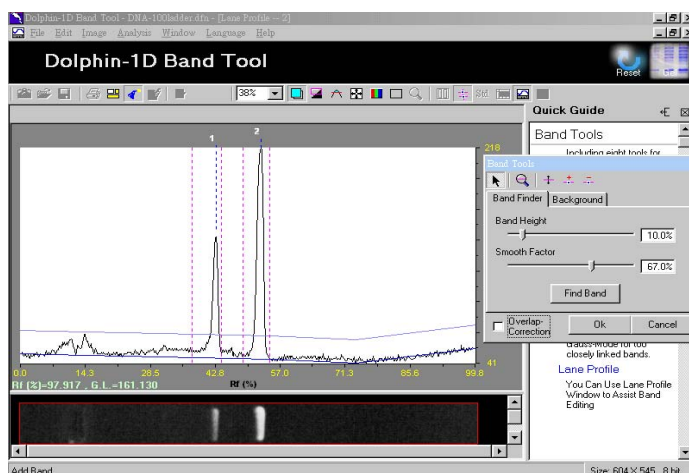 Dolphin-1D Band Tool - DNA-100ladder.dfn - [Lane Profile -- 2]
File Edit Image Analysis Window Language Help
Dolphin-1D Band Tool
Reset
38%
Std.
Quick Guide
Band Tools
Including eight tools for
1 2
218
41
0.0 14.3 28.5 42.8 57.0 71.3 85.6 99.8
Rf (%)=97.917 , G.L.=161.130
Rf (%)
Band Tools
Band Finder Background
Band Height
10.0%
Smooth Factor
67.0%
Find Band
Overlap-
Correction
Ok Cancel
Gauss-Mode for too
closely linked bands.
Lane Profile
You Can Use Lane Profile
Window to Assist Band
Editing
Add Band
Size: 604 X 545 , 8 bit